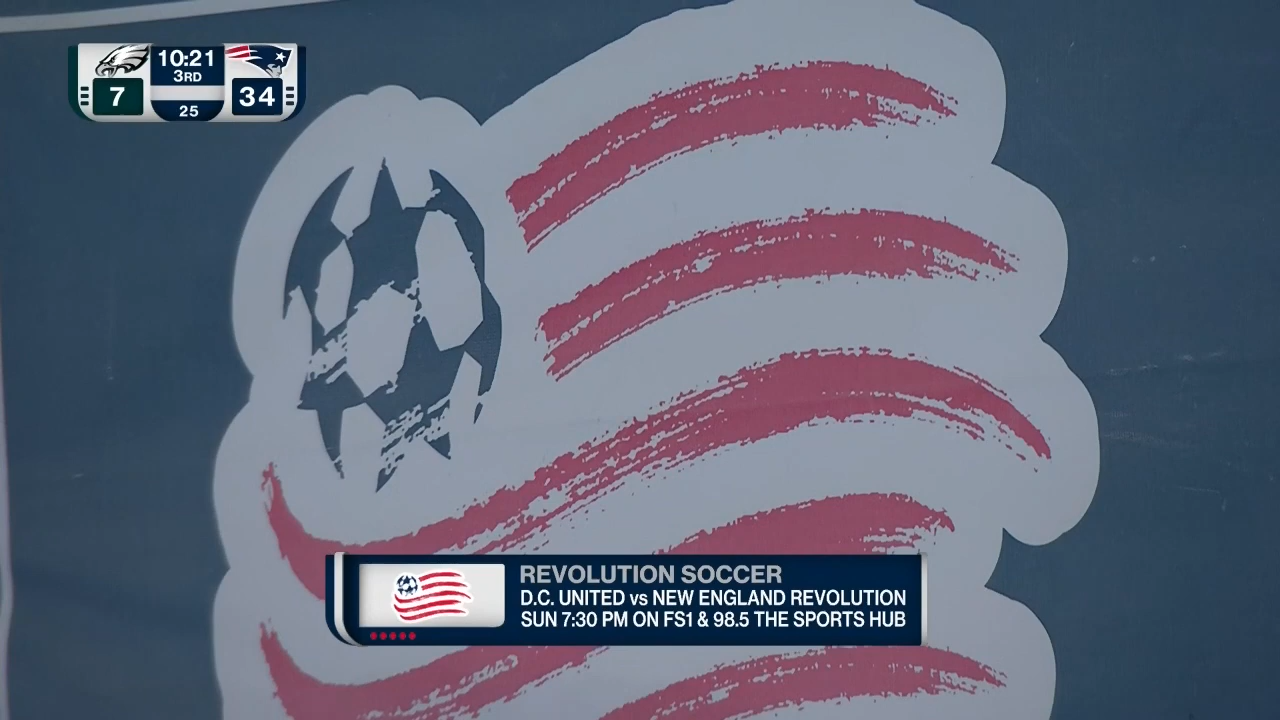 10:21
3RD
7
34
25
REVOLUTION SOCCER
D.C. UNITED vs NEW ENGLAND REVOLUTION
SUN 7:30 PM ON FS1 & 98.5 THE SPORTS HUB